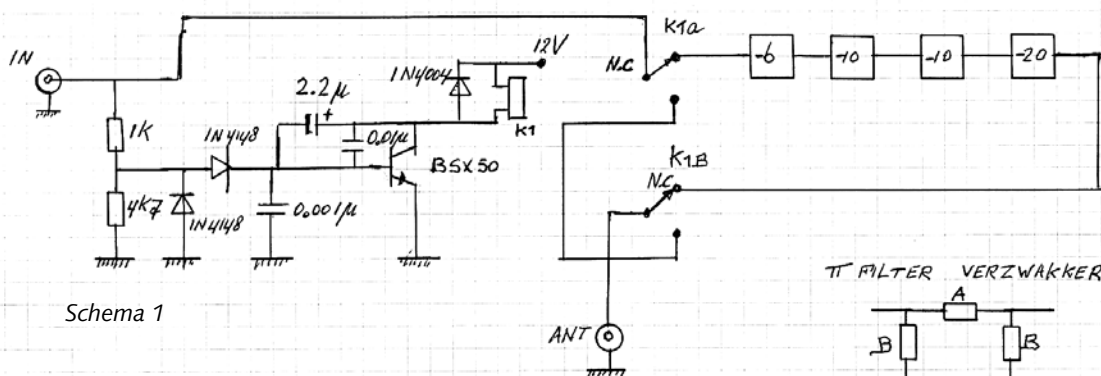 IN
1K
4K7
1N4148
1N4148
2.2µ
+
0.01µ
0.001µ
BSX50
1N4004
12V
K1
K1a
N.C
-6
-10
-10
-20
K1B
N.C
ANT
π FILTER VERZWAKKER
A
B
B
Schema 1